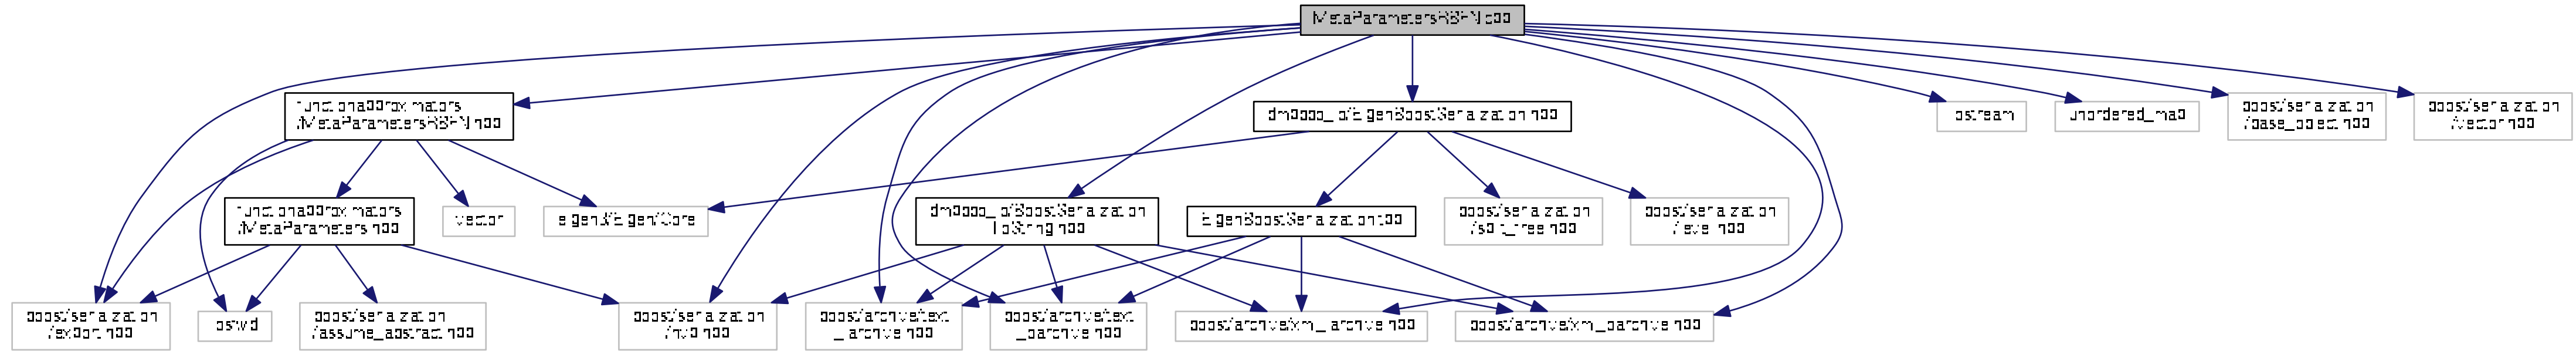 MetaParametersRBFN.cpp
functionapproximators
/MetaParametersRBFN.hpp
dmpbbo_io/EigenBoostSerialization.hpp
iostream
unordered_map
boost/serialization
/base_object.hpp
boost/serialization
/vector.hpp
functionapproximators
/MetaParameters.hpp
vector
eigen3/Eigen/Core
dmpbbo_io/BoostSerialization
ToString.hpp
EigenBoostSerialization.tpp
boost/serialization
/split_free.hpp
boost/serialization
/level.hpp
boost/serialization
/export.hpp
iosfwd
boost/serialization
/assume_abstract.hpp
boost/serialization
/nvp.hpp
boost/archive/text
_iarchive.hpp
boost/archive/text
_oarchive.hpp
boost/archive/xml_iarchive.hpp
boost/archive/xml_oarchive.hpp